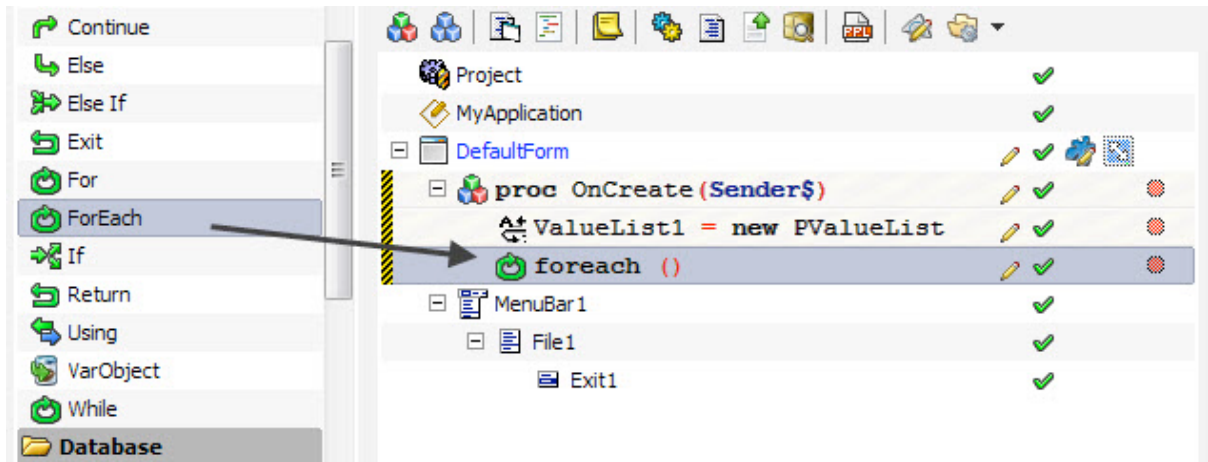 Continue
Else
Else If
Exit
For
ForEach
If
Return
Using
VarObject
While
Database
RPL
Project
MyApplication
DefaultForm
proc OnCreate(Sender$)
ValueList1 = new PValueList
foreach ()
MenuBar1
File1
Exit1